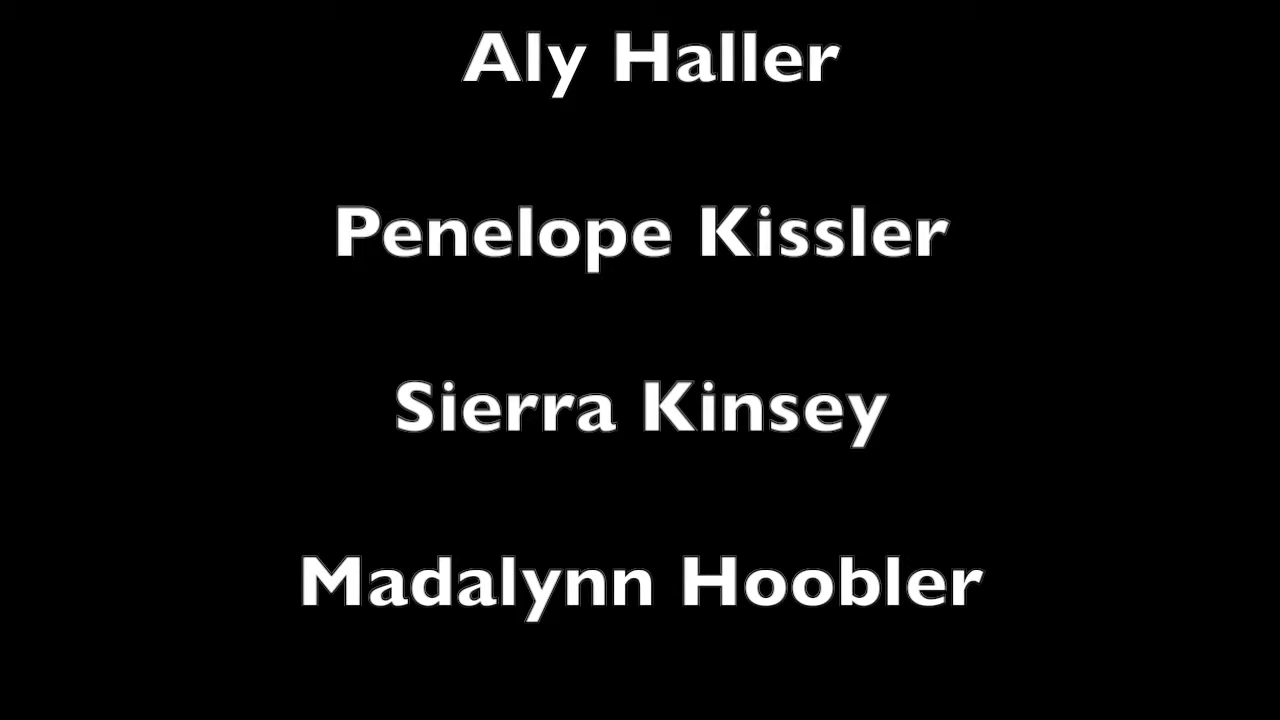 Aly Haller
Penelope Kissler
Sierra Kinsey
Madalynn Hoobler